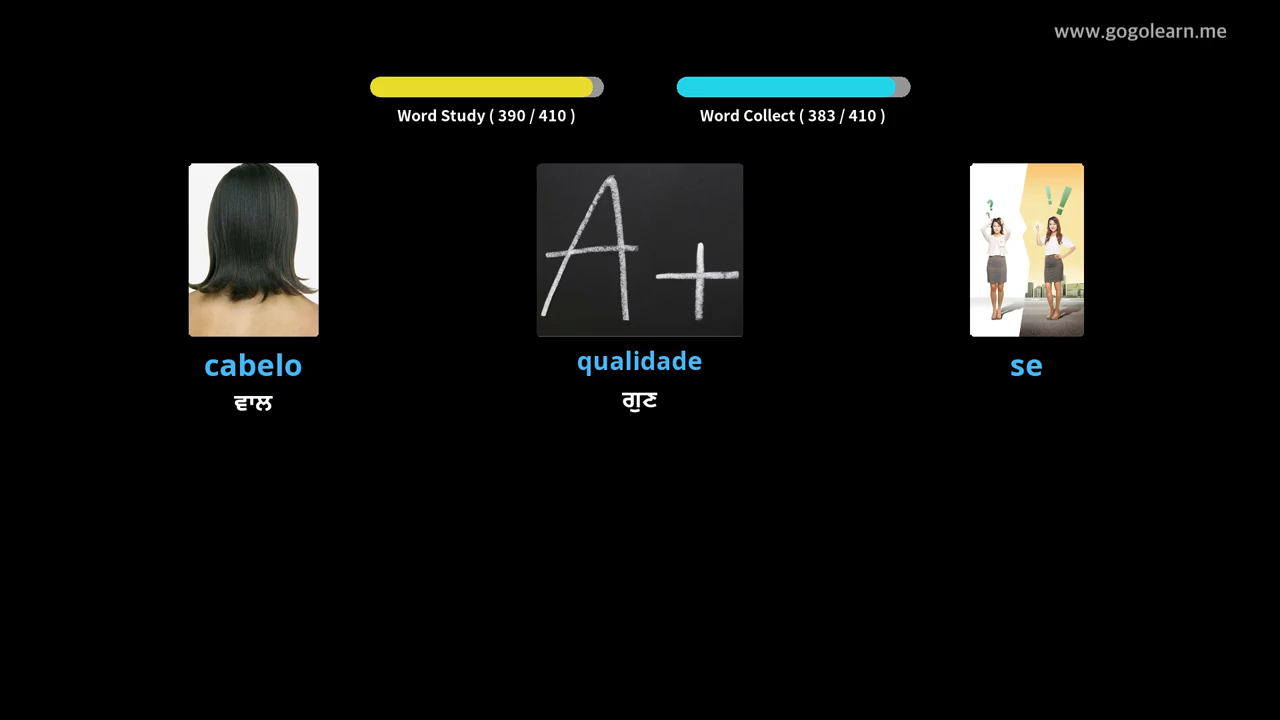 www.gogolearn.me
Word Study ( 390 / 410 )
Word Collect ( 383 / 410 )
A+
cabelo
qualidade
se
ਵਾਲ
ਗੁਣ